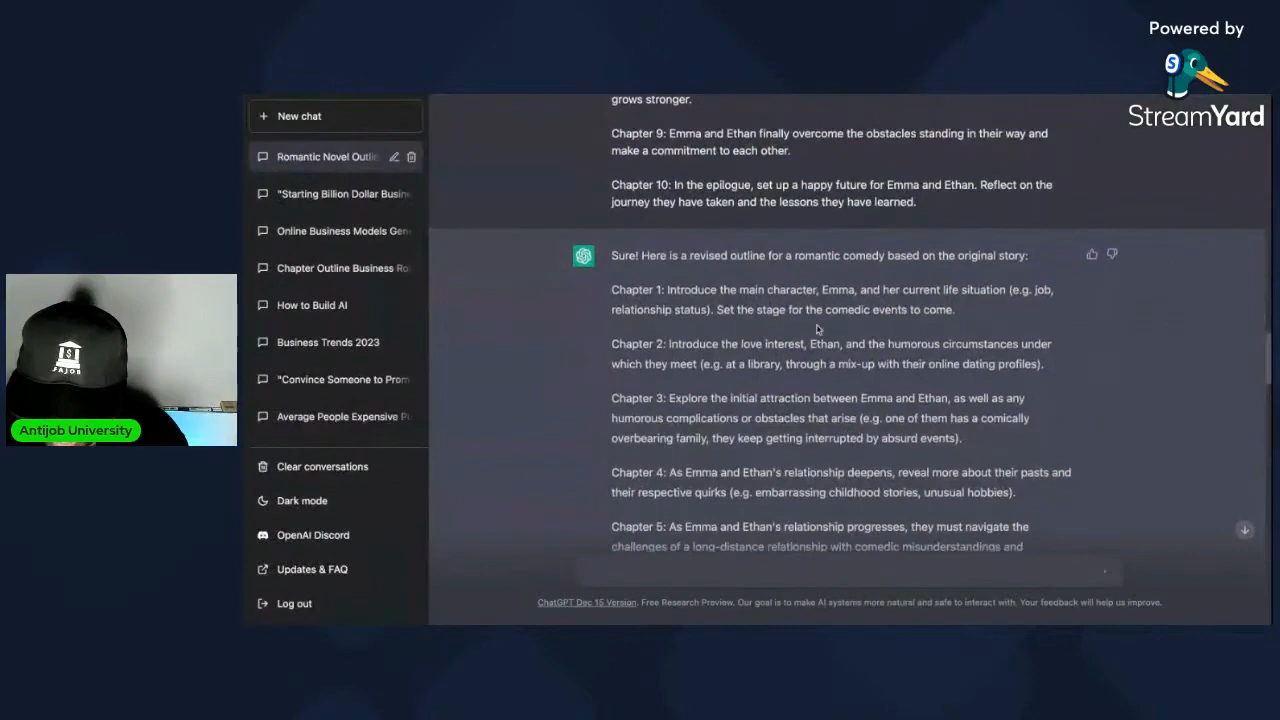 Powered by
StreamYard
New chat
Romantic Novel Outlin
"Starting Billion Dollar Busine
Online Business Models Gen
Chapter Outline Business Ro
How to Build AI
Business Trends 2023
"Convince Someone to Prom
Average People Expensive Pu
Clear conversations
Dark mode
OpenAI Discord
Updates & FAQ
Log out
grows stronger.
Chapter 9: Emma and Ethan finally overcome the obstacles standing in their way and
make a commitment to each other.
Chapter 10: In the epilogue, set up a happy future for Emma and Ethan. Reflect on the
journey they have taken and the lessons they have learned.
Sure! Here is a revised outline for a romantic comedy based on the original story:
Chapter 1: Introduce the main character, Emma, and her current life situation (e.g. job,
relationship status). Set the stage for the comedic events to come.
Chapter 2: Introduce the love interest, Ethan, and the humorous circumstances under
which they meet (e.g. at a library, through a mix-up with their online dating profiles).
Chapter 3: Explore the initial attraction between Emma and Ethan, as well as any
humorous complications or obstacles that arise (e.g. one of them has a comically
overbearing family, they keep getting interrupted by absurd events).
Chapter 4: As Emma and Ethan's relationship deepens, reveal more about their pasts and
their respective quirks (e.g. embarrassing childhood stories, unusual hobbies).
Chapter 5: As Emma and Ethan's relationship progresses, they must navigate the
challenges of a long-distance relationship with comedic misunderstandings and
ChatGPT Dec 15 Version. Free Research Preview. Our goal is to make AI systems more natural and safe to interact with. Your feedback will help us improve.
Antijob University